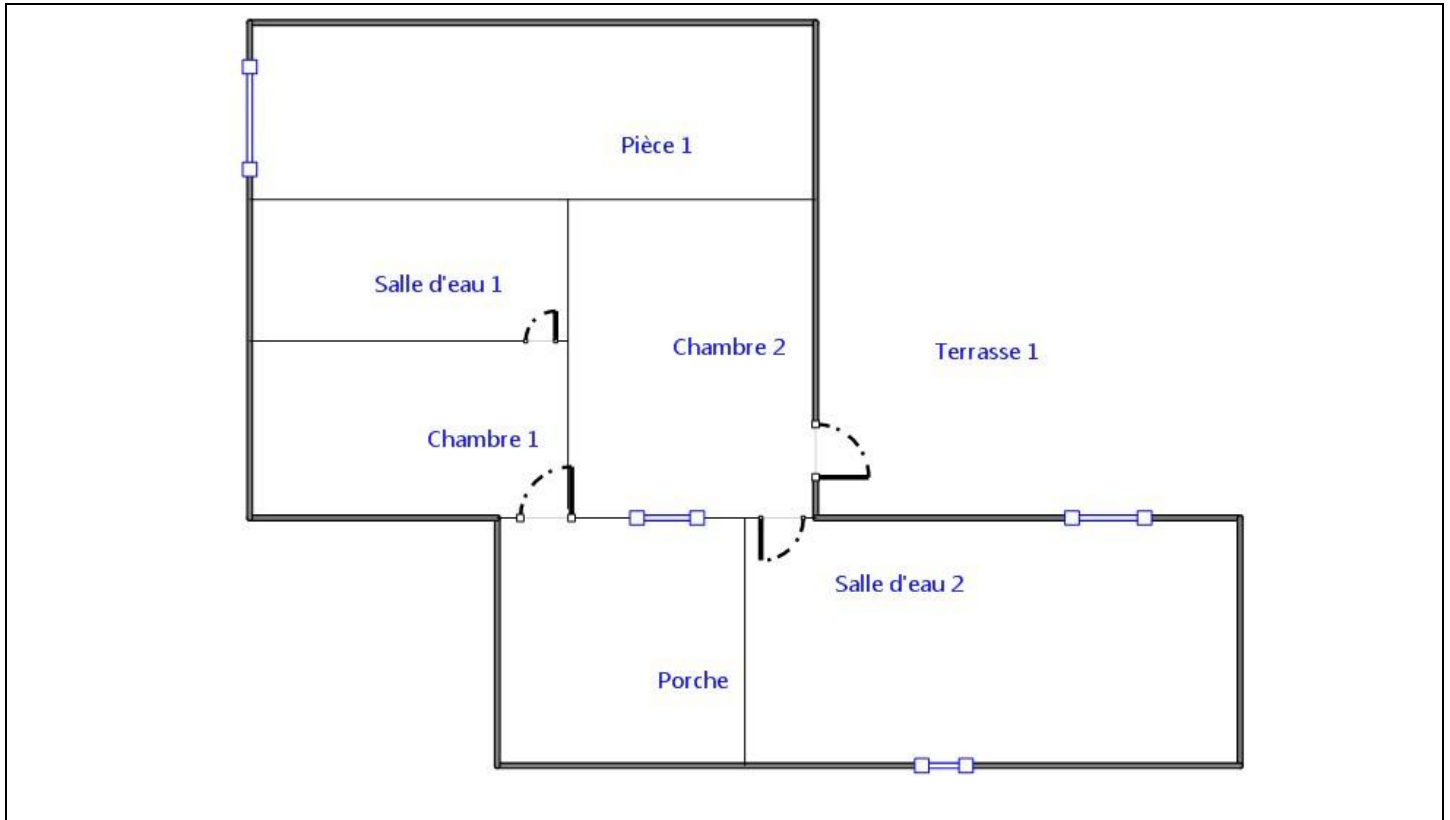 Pièce 1
Salle d'eau 1
Chambre 2
Terrasse 1
Chambre 1
Salle d'eau 2
Porche